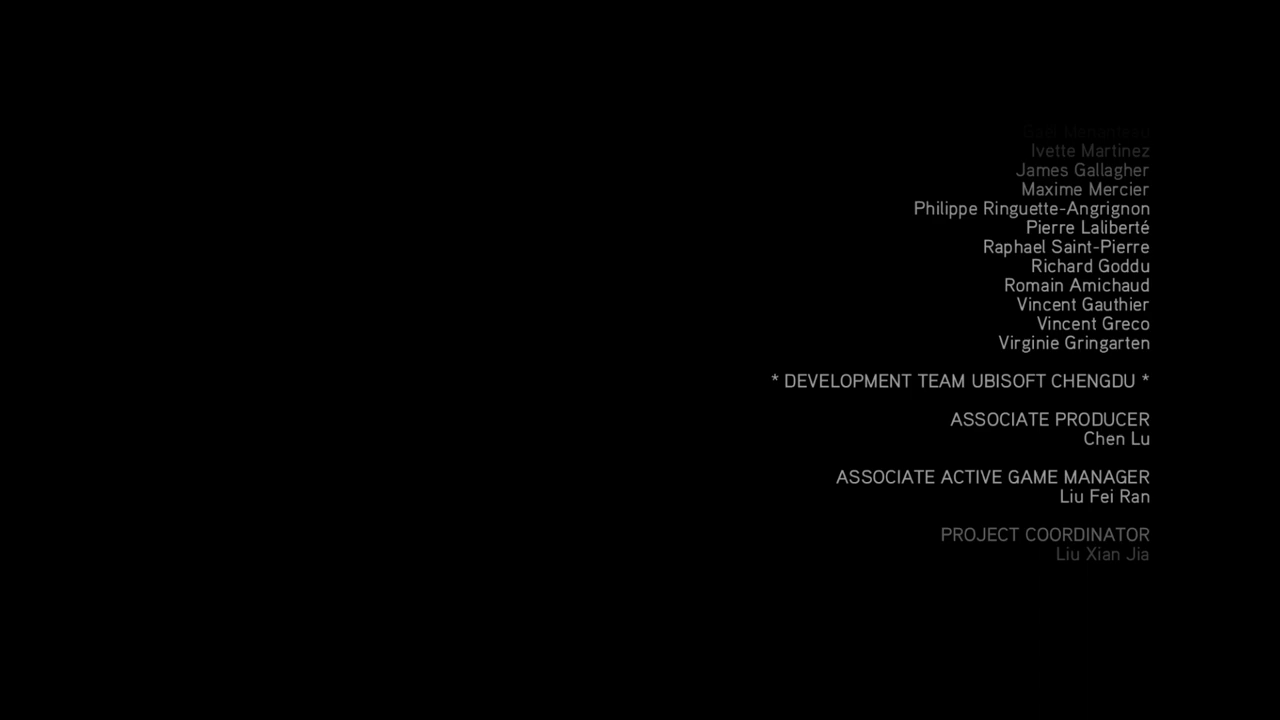 Ivette Martinez
James Gallagher
Maxime Mercier
Philippe Ringuette-Angrignon
Pierre Laliberté
Raphael Saint-Pierre
Richard Goddu
Romain Amichaud
Vincent Gauthier
Vincent Greco
Virginie Gringarten
* DEVELOPMENT TEAM UBISOFT CHENGDU *
ASSOCIATE PRODUCER
Chen Lu
ASSOCIATE ACTIVE GAME MANAGER
Liu Fei Ran
PROJECT COORDINATOR
Liu Xian Jia